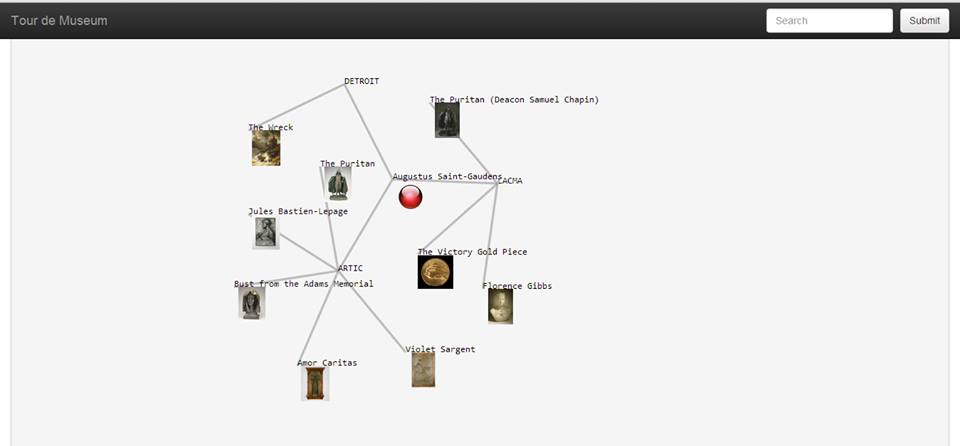 Tour de Museum
Search
Submit
DETROIT
The Puritan (Deacon Samuel Chapin)
The Wreck
The Puritan
Augustus Saint-Gaudens
LACMA
Jules Bastien-Lepage
The Victory Gold Piece
ARTIC
Bust from the Adams Memorial
Florence Gibbs
Violet Sargent
Amor Caritas